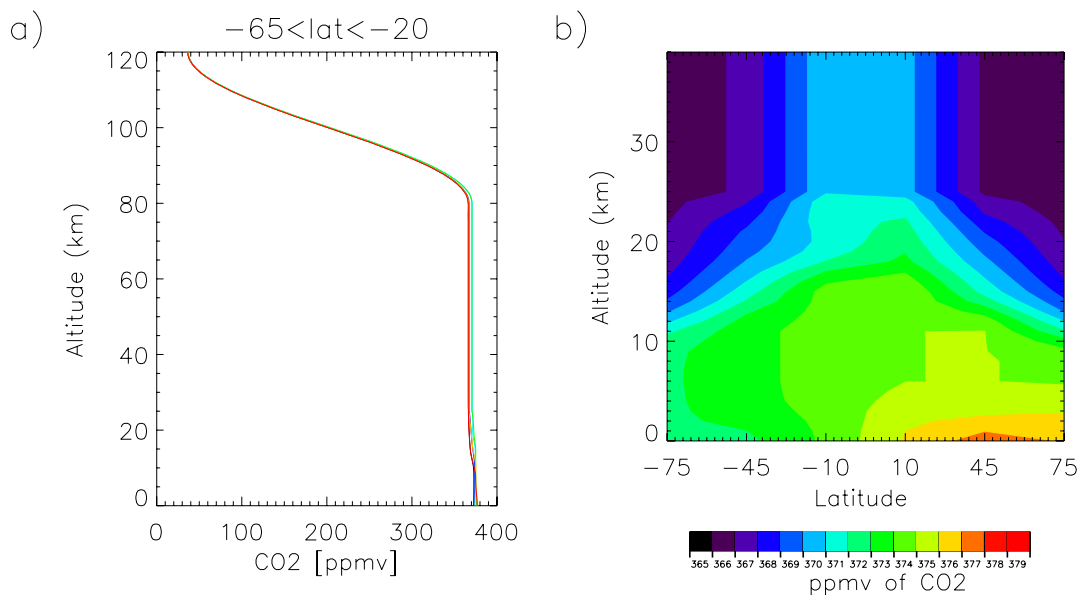 a)
−65<lat<−20
120
100
80
60
40
20
0
Altitude (km)
0 100 200 300 400
CO2 [ppmv]
b)
30
20
10
0
Altitude (km)
−75 −45 −10 10 45 75
Latitude
365 366 367 368 369 370 371 372 373 374 375 376 377 378 379
ppmv of CO2